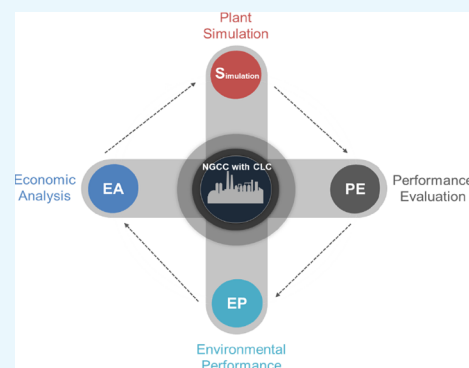 Plant
Simulation
Simulation
NGCC with CLC
Economic
Analysis
EA
PE
Performance
Evaluation
EP
Environmental
Performance